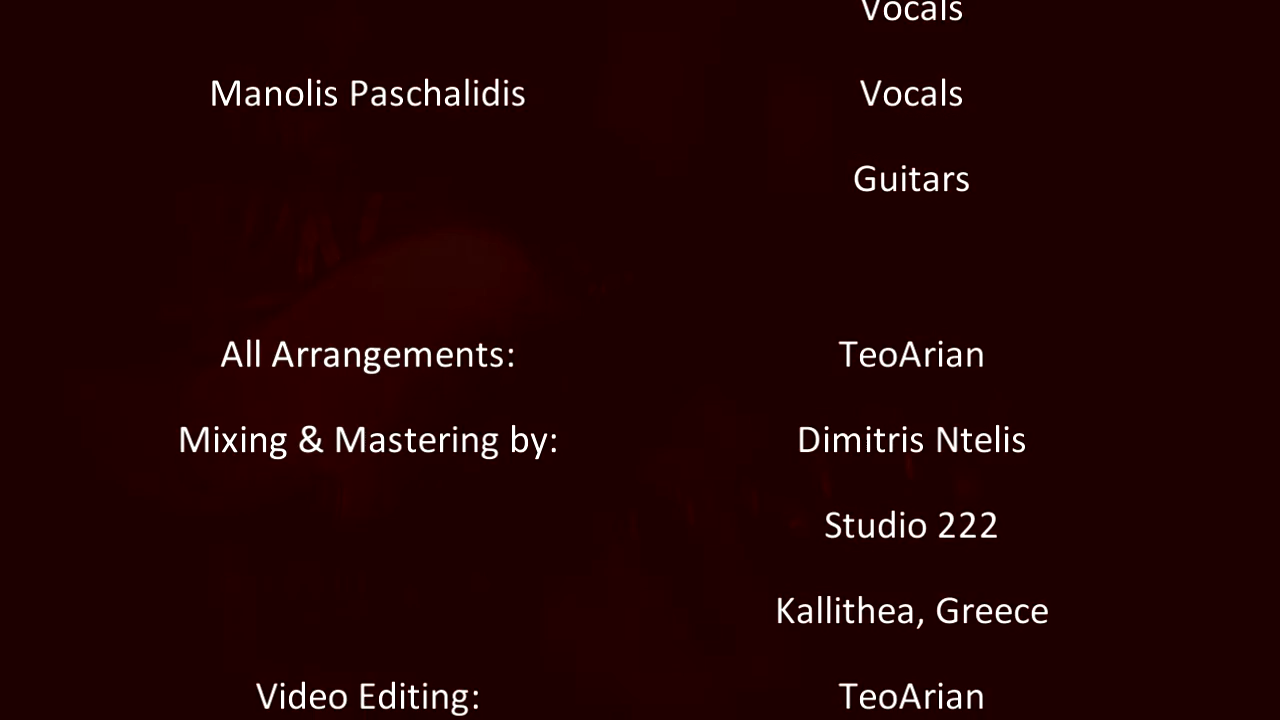 Vocals
Manolis Paschalidis Vocals
Guitars
All Arrangements: TeoArian
Mixing & Mastering by: Dimitris Ntelis
Studio 222
Kallithea, Greece
Video Editing: TeoArian